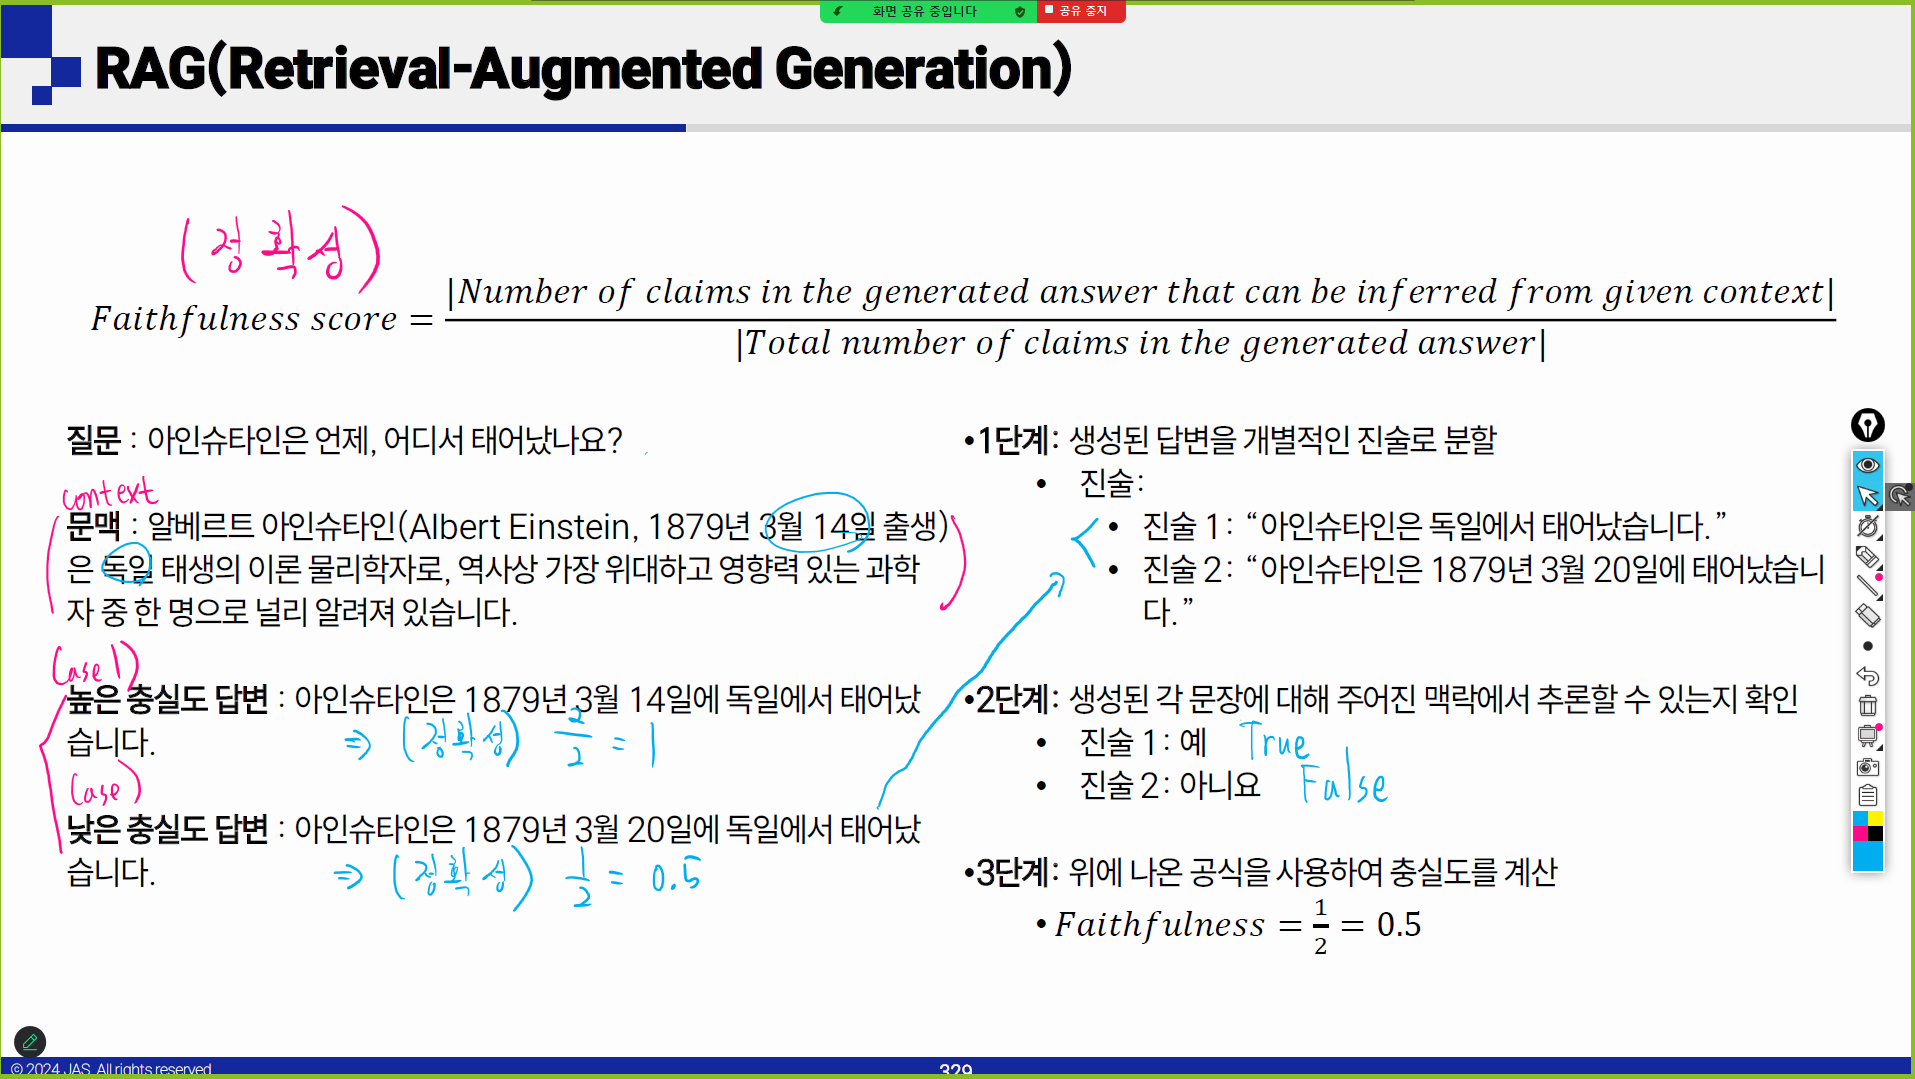 화면 공유 중입니다
공유 중지
RAG(Retrieval-Augmented Generation)
(정확성)
Faithfulness score = |Number of claims in the generated answer that can be inferred from given context|
|Total number of claims in the generated answer|
질문 : 아인슈타인은 언제, 어디서 태어났나요?
context
문맥 : 알베르트 아인슈타인(Albert Einstein, 1879년 3월 14일 출생)
은 독일 태생의 이론 물리학자로, 역사상 가장 위대하고 영향력 있는 과학
자 중 한 명으로 널리 알려져 있습니다.
Case 1)
높은 충실도 답변 : 아인슈타인은 1879년 3월 14일에 독일에서 태어났
습니다.
⇒ (정확성) 2/2 = 1
Case )
낮은 충실도 답변 : 아인슈타인은 1879년 3월 20일에 독일에서 태어났
습니다.
⇒ (정확성) 1/2 = 0.5
•1단계: 생성된 답변을 개별적인 진술로 분할
• 진술:
• 진술 1: “아인슈타인은 독일에서 태어났습니다.”
• 진술 2: “아인슈타인은 1879년 3월 20일에 태어났습니
다.”
•2단계: 생성된 각 문장에 대해 주어진 맥락에서 추론할 수 있는지 확인
• 진술 1: 예 True
• 진술 2: 아니요 False
•3단계: 위에 나온 공식을 사용하여 충실도를 계산
• Faithfulness = 1/2 = 0.5
© 2024 JAS. All rights reserved
329